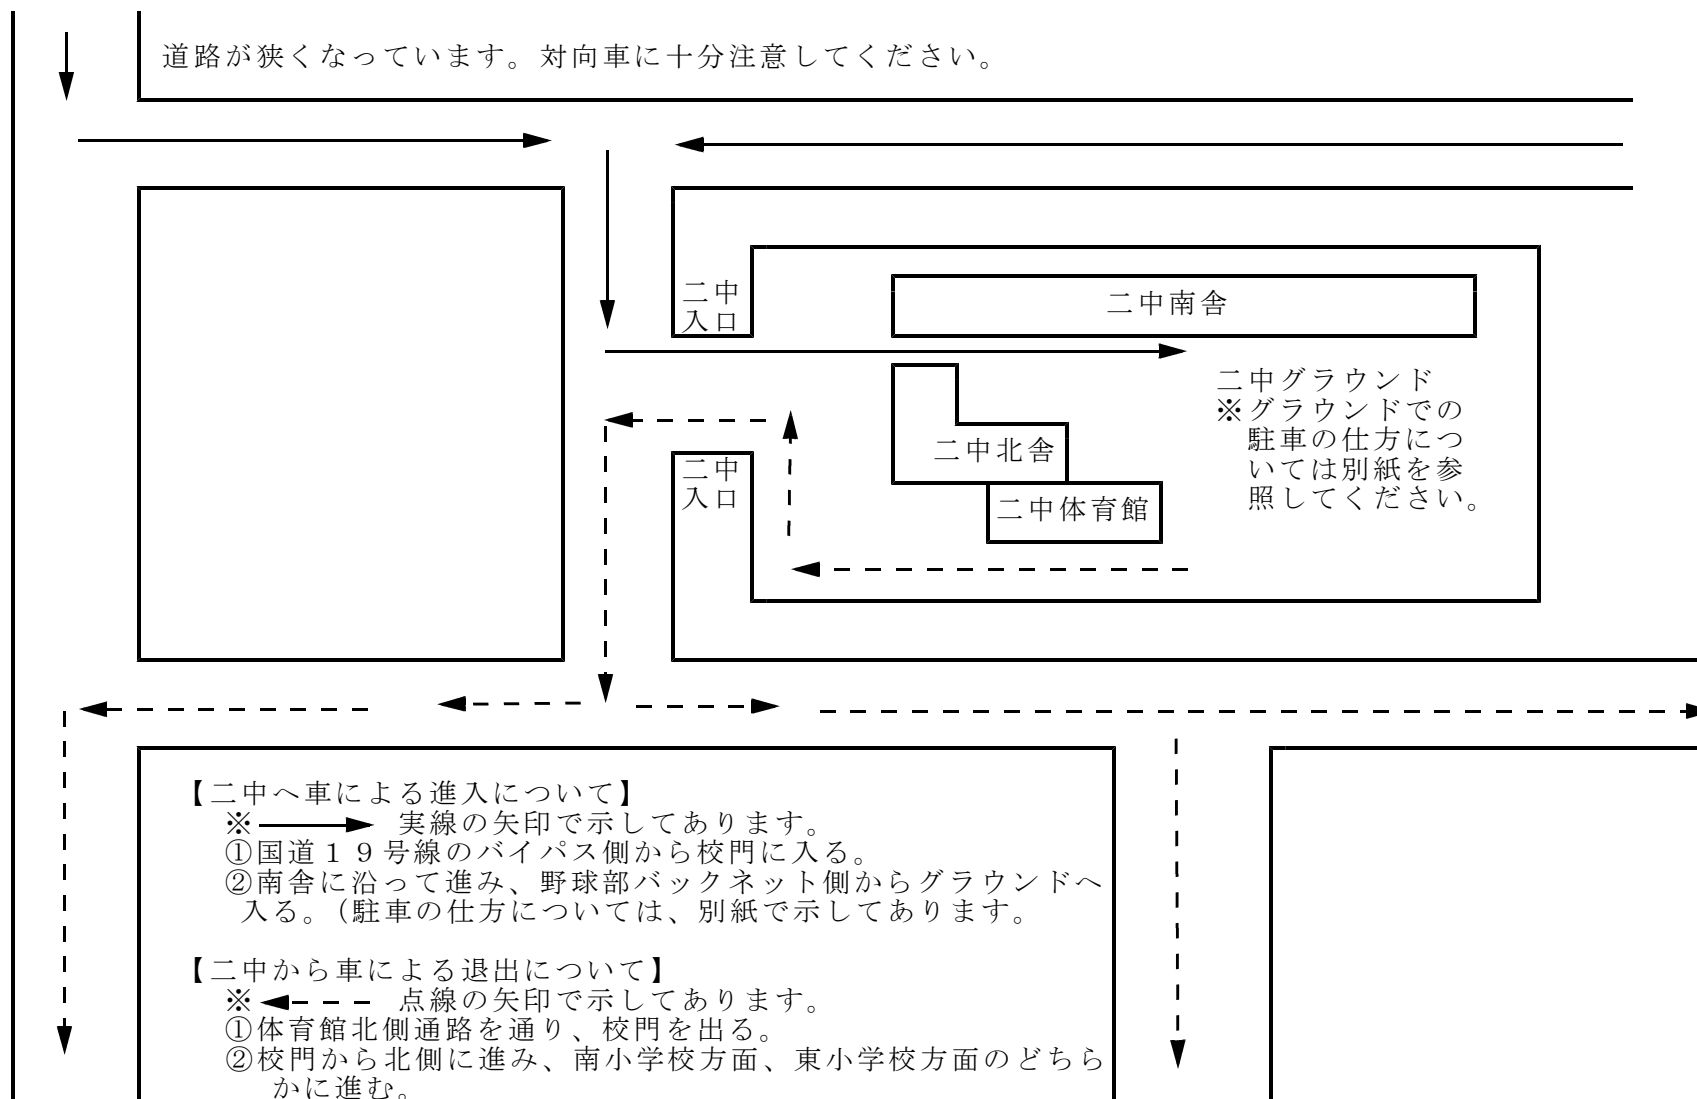 道路が狭くなっています。対向車に十分注意してください。
二中
入口
二中南舎
二中グラウンド
※グラウンドでの
駐車の仕方につ
いては別紙を参
照してください。
二中北舎
二中
入口
二中体育館
【二中へ車による進入について】
※ 実線の矢印で示してあります。
①国道19号線のバイパス側から校門に入る。
②南舎に沿って進み、野球部バックネット側からグラウンドへ
入る。(駐車の仕方については、別紙で示してあります。
【二中から車による退出について】
※ 点線の矢印で示してあります。
①体育館北側通路を通り、校門を出る。
②校門から北側に進み、南小学校方面、東小学校方面のどちら
かに進む。